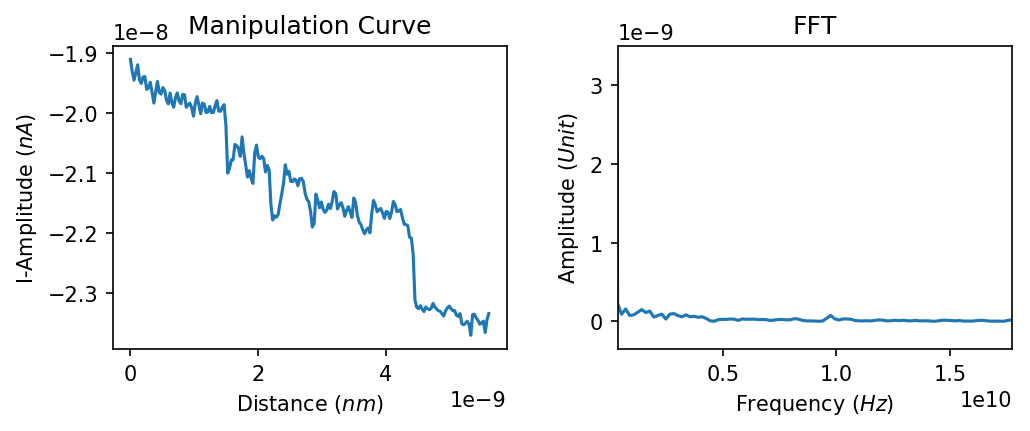 Manipulation Curve
1e−8
I-Amplitude (nA)
−1.9
−2.0
−2.1
−2.2
−2.3
0
2
4
1e−9
Distance (nm)
FFT
1e−9
Amplitude (Unit)
3
2
1
0
0.5
1.0
1.5
1e10
Frequency (Hz)